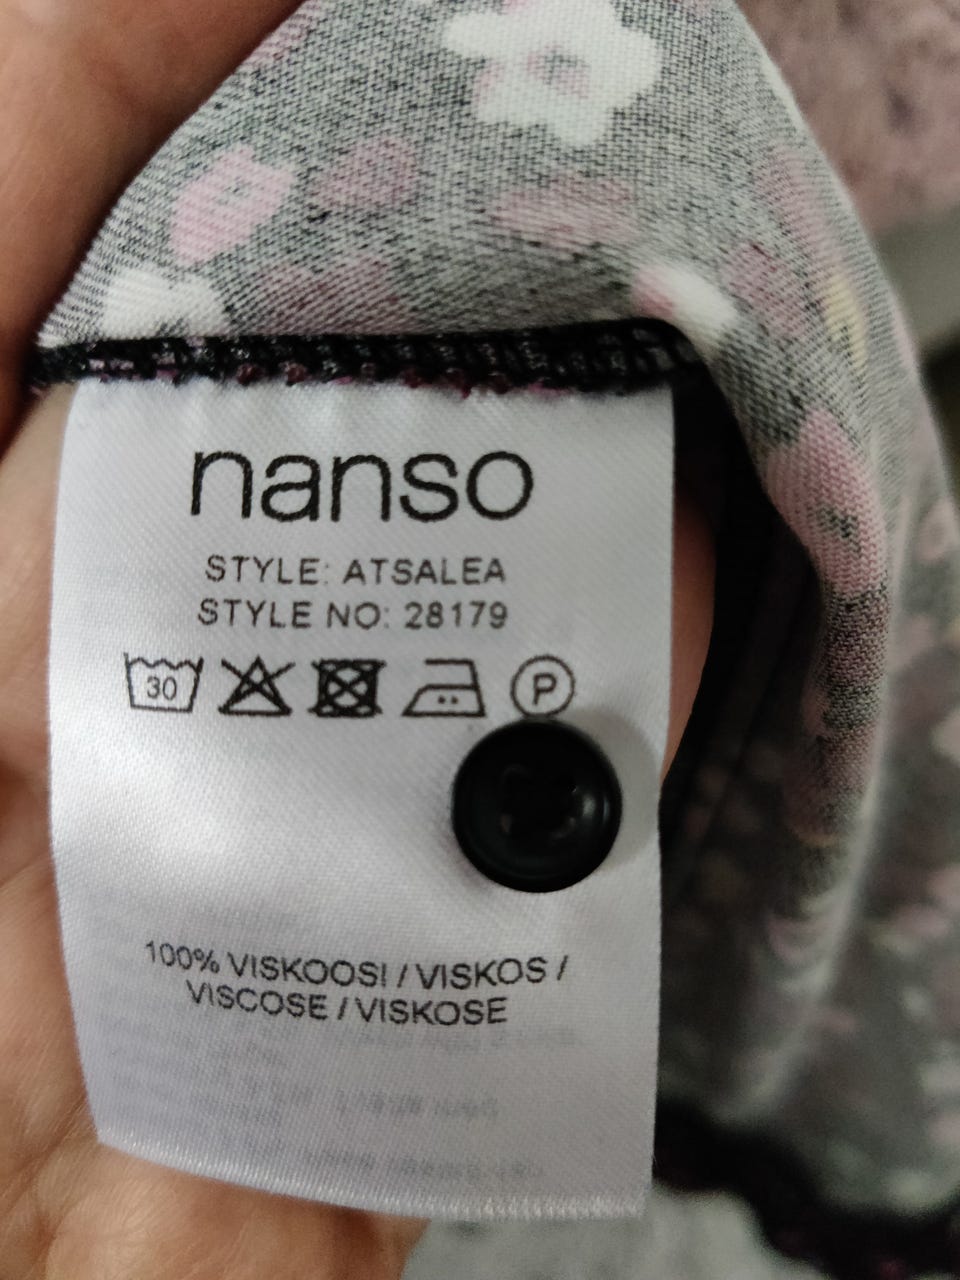 nanso
STYLE: ATSALEA
STYLE NO: 28179
30 P
100% VISKOOSI / VISKOS /
VISCOSE / VISKOSE